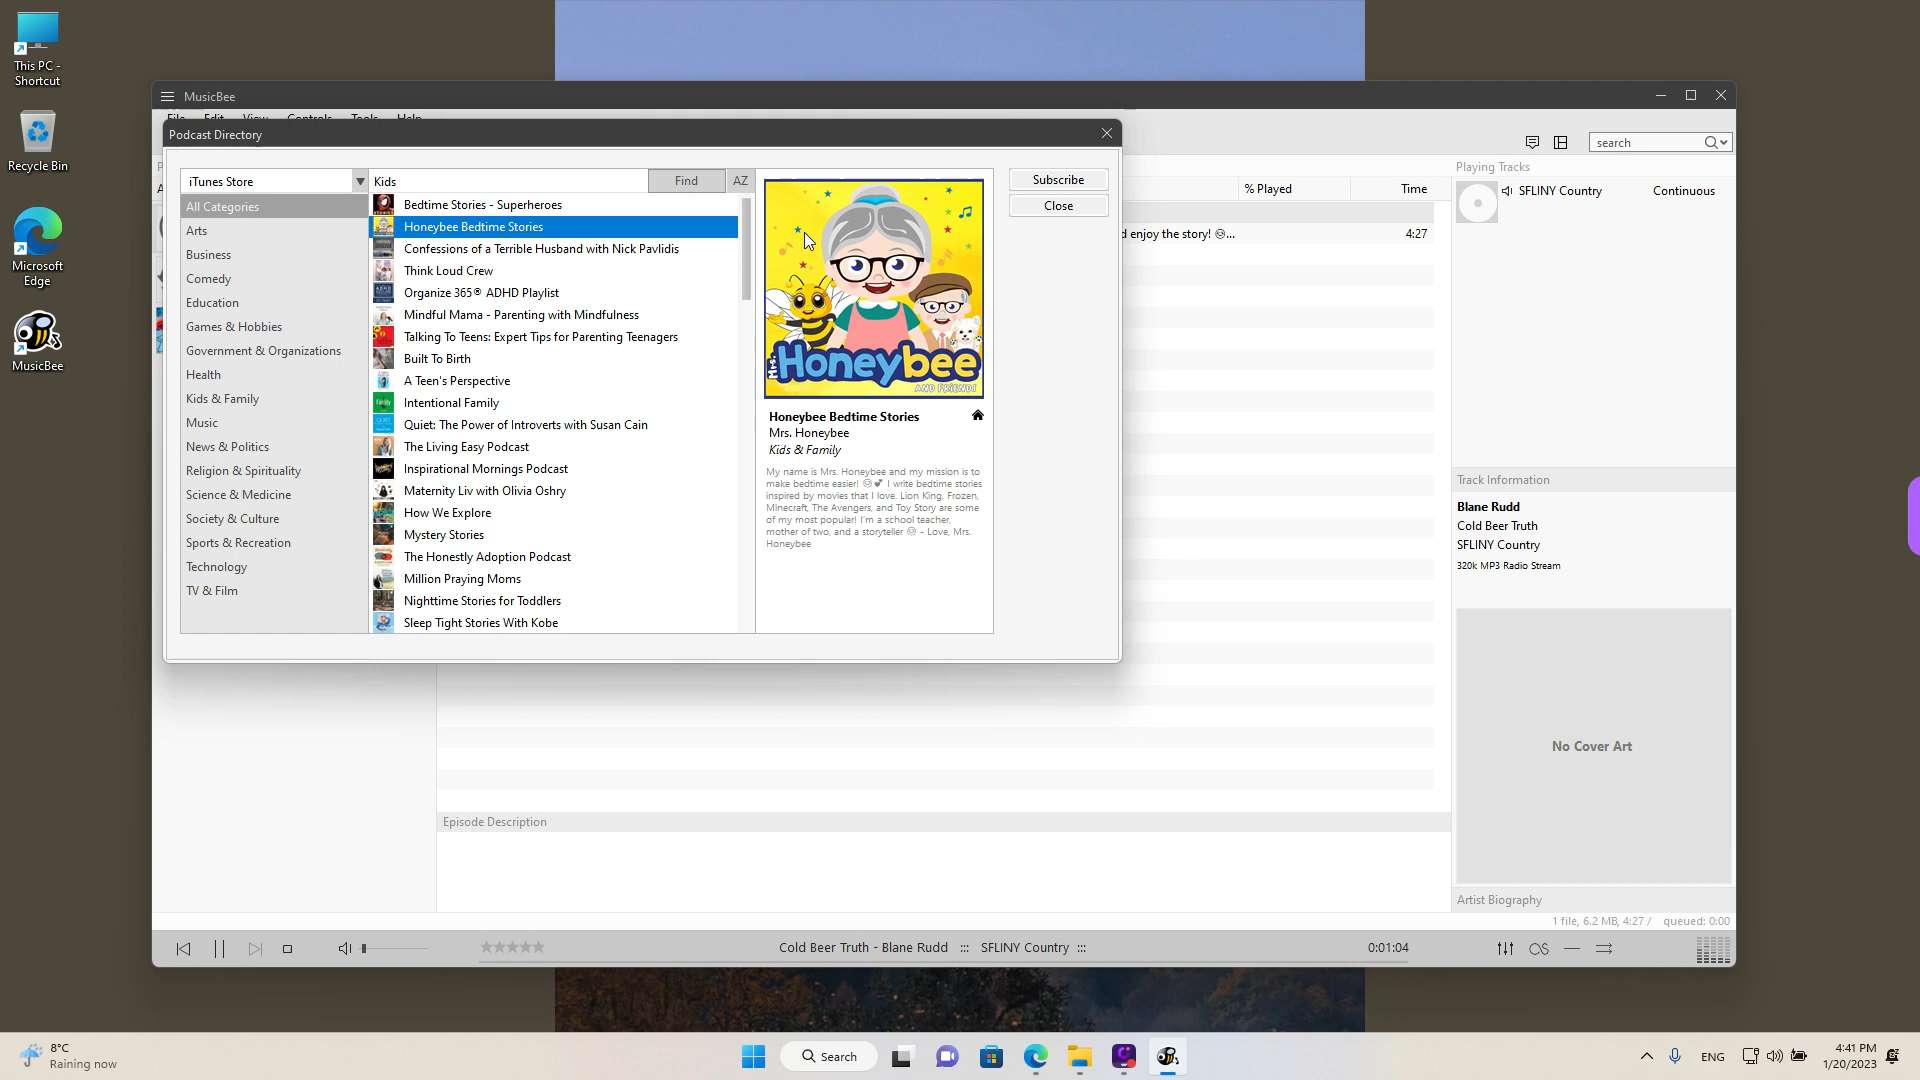 This PC -
Shortcut
Recycle Bin
Microsoft
Edge
MusicBee
MusicBee
File Edit View Controls Tools Help
search
Podcast Directory
iTunes Store
Kids
Find
AZ
Subscribe
Close
All Categories
Arts
Business
Comedy
Education
Games & Hobbies
Government & Organizations
Health
Kids & Family
Music
News & Politics
Religion & Spirituality
Science & Medicine
Society & Culture
Sports & Recreation
Technology
TV & Film
Bedtime Stories - Superheroes
Honeybee Bedtime Stories
Confessions of a Terrible Husband with Nick Pavlidis
Think Loud Crew
Organize 365® ADHD Playlist
Mindful Mama - Parenting with Mindfulness
Talking To Teens: Expert Tips for Parenting Teenagers
Built To Birth
A Teen's Perspective
Intentional Family
Quiet: The Power of Introverts with Susan Cain
The Living Easy Podcast
Inspirational Mornings Podcast
Maternity Liv with Olivia Oshry
How We Explore
Mystery Stories
The Honestly Adoption Podcast
Million Praying Moms
Nighttime Stories for Toddlers
Sleep Tight Stories With Kobe
Mrs. Honeybee
AND FRIENDS
Honeybee Bedtime Stories
Mrs. Honeybee
Kids & Family
My name is Mrs. Honeybee and my mission is to
make bedtime easier! 😊💕 I write bedtime stories
inspired by movies that I love. Lion King, Frozen,
Minecraft, The Avengers, and Toy Story are some
of my most popular! I'm a school teacher,
mother of two, and a storyteller 😊 - Love, Mrs.
Honeybee
% Played
Time
d enjoy the story! 😊...
4:27
Playing Tracks
SFLINY Country
Continuous
Track Information
Blane Rudd
Cold Beer Truth
SFLINY Country
320k MP3 Radio Stream
No Cover Art
Artist Biography
Episode Description
1 file, 6.2 MB, 4:27 /
queued: 0:00
Cold Beer Truth - Blane Rudd ::: SFLINY Country :::
0:01:04
8°C
Raining now
Search
ENG
4:41 PM
1/20/2023